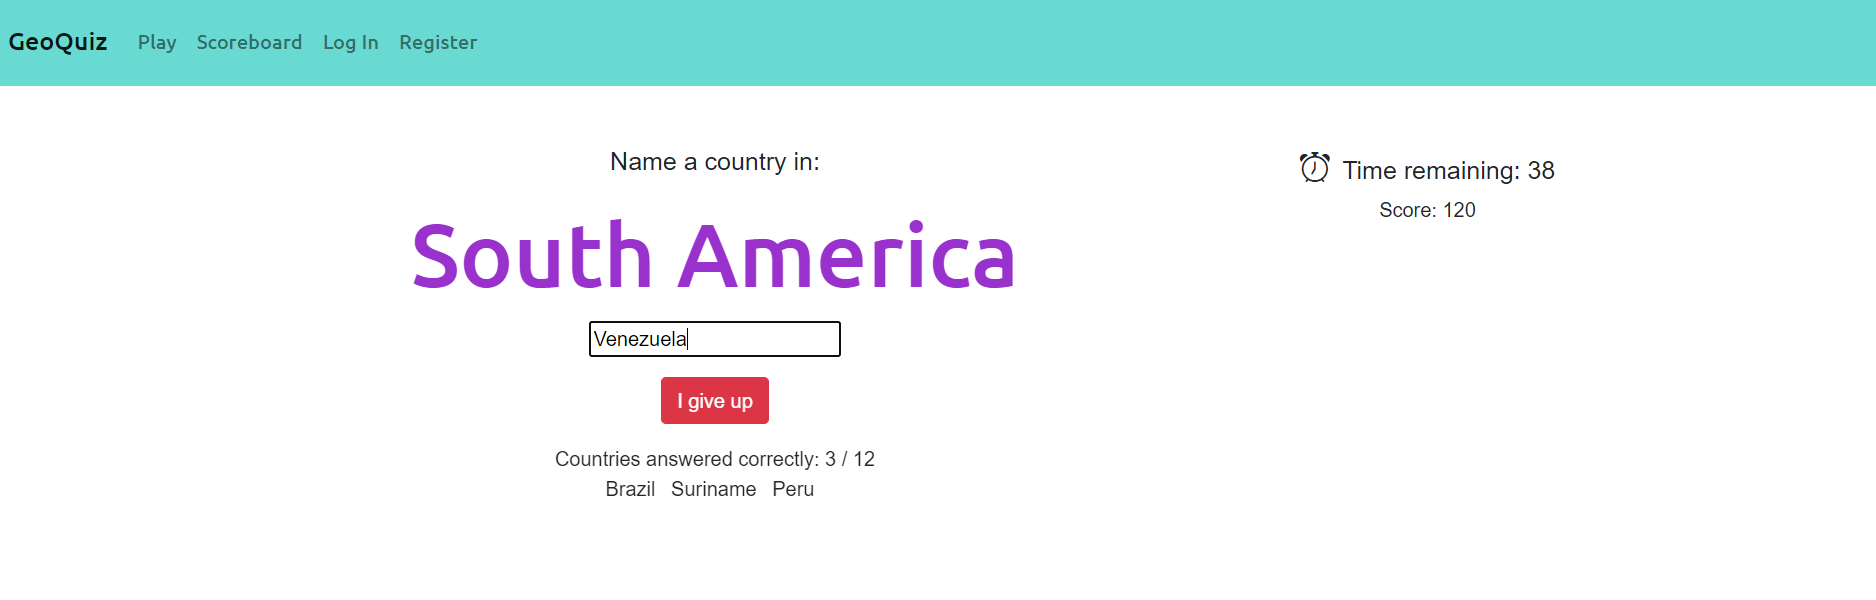 GeoQuiz Play Scoreboard Log In Register
Name a country in:
South America
Venezuela
I give up
Countries answered correctly: 3 / 12
Brazil Suriname Peru
Time remaining: 38
Score: 120